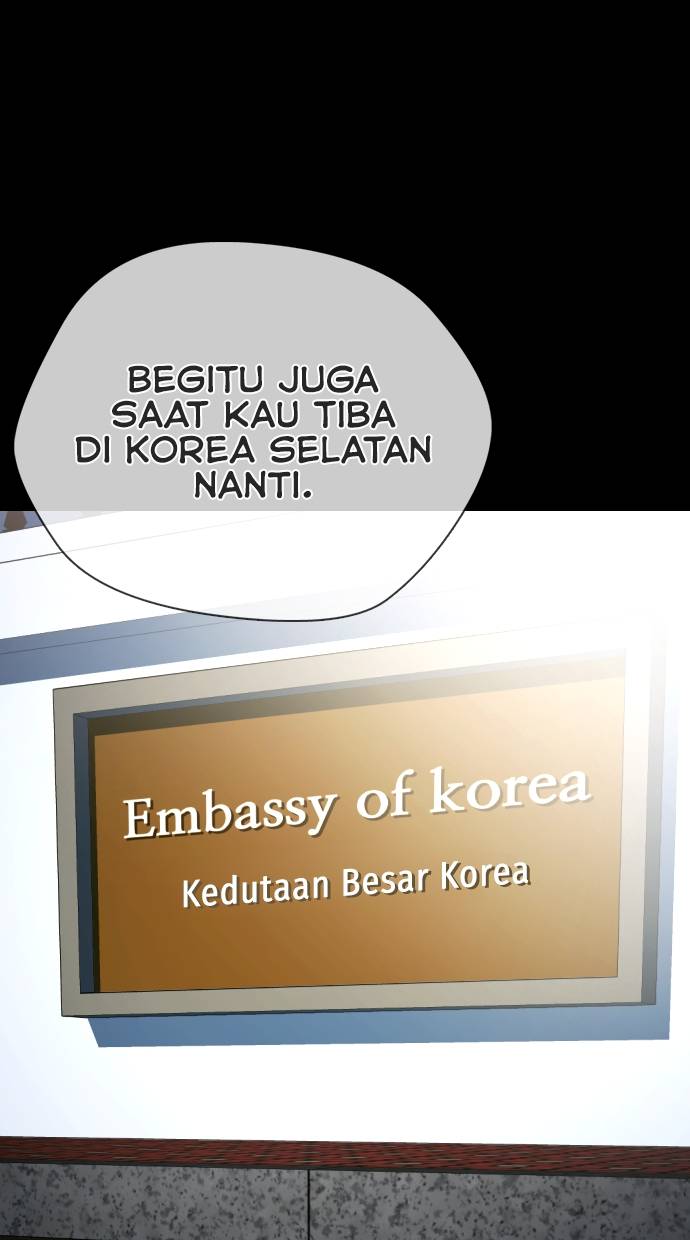 BEGITU JUGA
SAAT KAU TIBA
DI KOREA SELATAN
NANTI.
Embassy of korea
Kedutaan Besar Korea